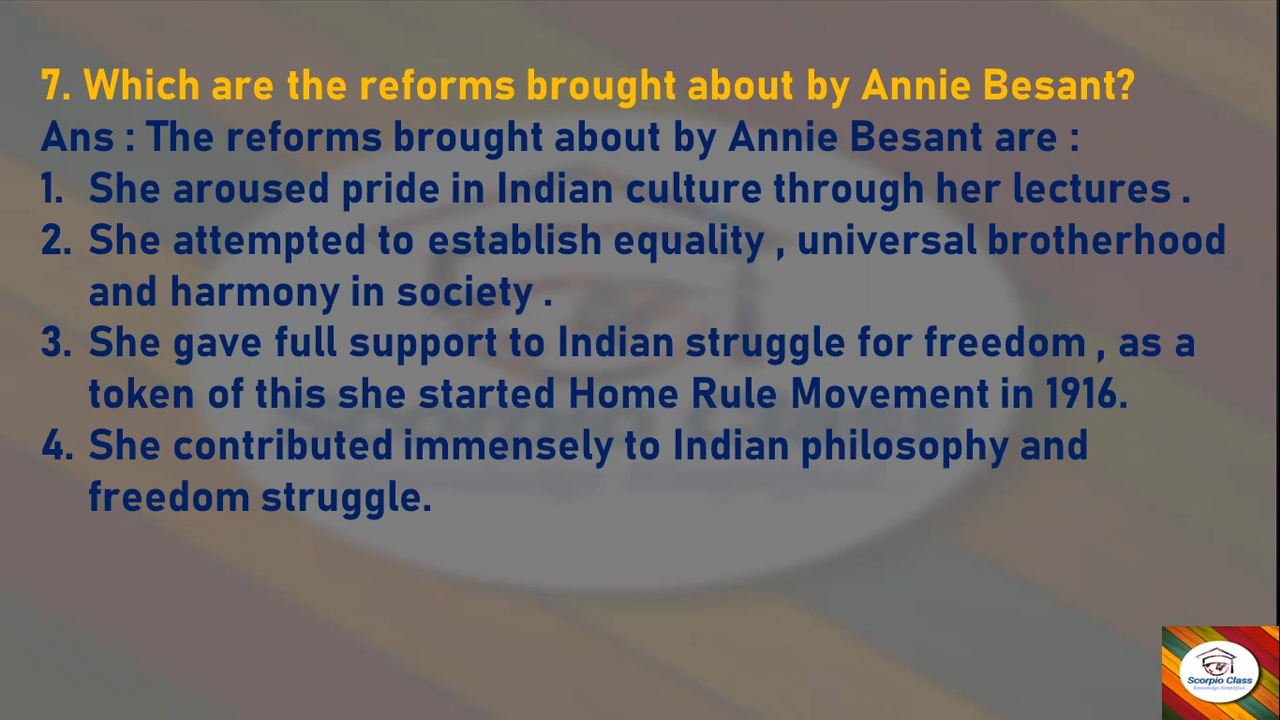 7. Which are the reforms brought about by Annie Besant?
Ans : The reforms brought about by Annie Besant are :
1. She aroused pride in Indian culture through her lectures .
2. She attempted to establish equality , universal brotherhood
and harmony in society .
3. She gave full support to Indian struggle for freedom , as a
token of this she started Home Rule Movement in 1916.
4. She contributed immensely to Indian philosophy and
freedom struggle.
Scorpio Class
Knowledge Simplified...